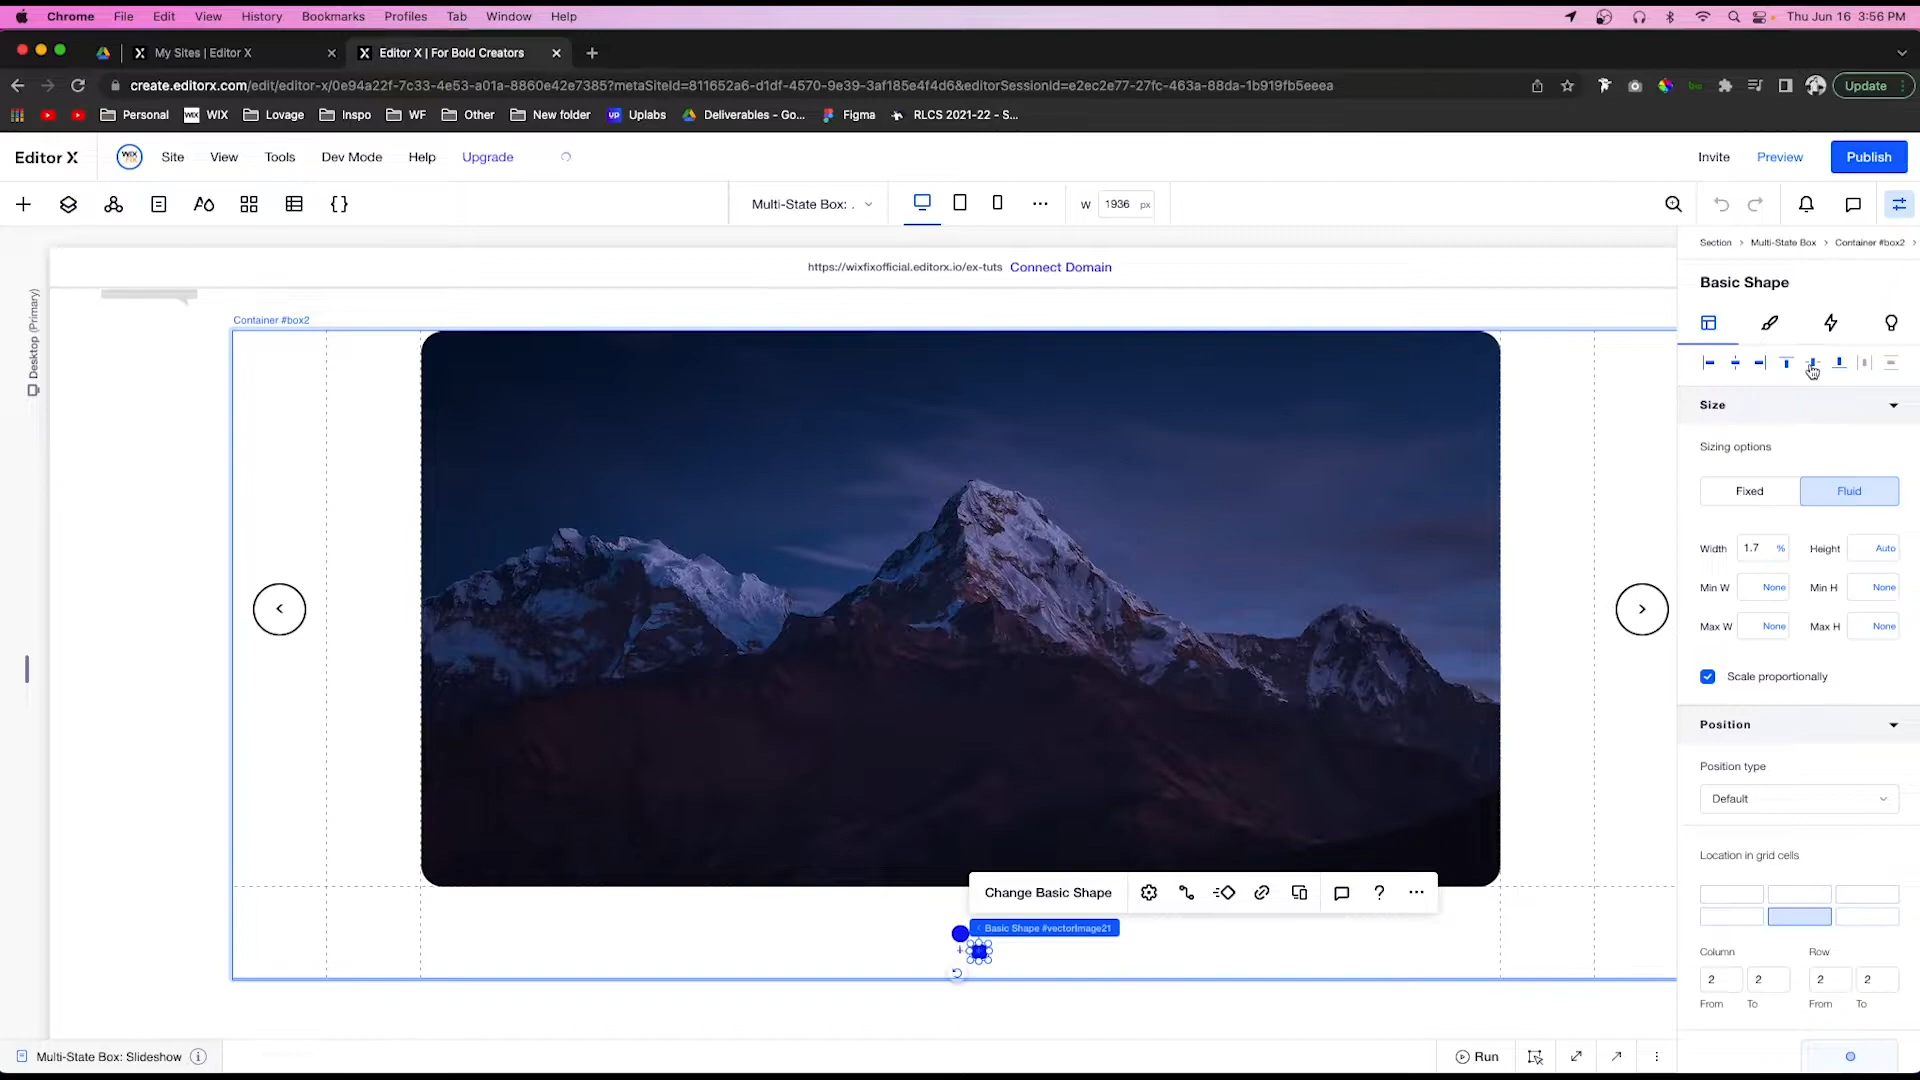 Chrome File Edit View History Bookmarks Profiles Tab Window Help Thu Jun 16 3:56 PM
My Sites | Editor X Editor X | For Bold Creators
create.editorx.com/edit/editor-x/0e94a22f-7c33-4e53-a01a-8860e42e7385?metaSiteId=811652a6-d1df-4570-9e39-3af185e4f4d6&editorSessionId=e2ec2e77-27fc-463a-88da-1b919fb5eeea Update
Personal WIX Lovage Inspo WF Other New folder Uplabs Deliverables - Go... Figma RLCS 2021-22 - S...
Editor X WIX FIX Site View Tools Dev Mode Help Upgrade Invite Preview Publish
Multi-State Box: . W 1936 px
Section > Multi-State Box > Container #box2 >
https://wixfixofficial.editorx.io/ex-tuts Connect Domain
Basic Shape
Desktop (Primary)
Container #box2
Size
Sizing options
Fixed Fluid
Width 1.7 % Height Auto
Min W None Min H None
Max W None Max H None
Scale proportionally
Position
Position type
Default
Location in grid cells
Change Basic Shape
Basic Shape #vectorImage21
Column Row
2 2 2 2
From To From To
Multi-State Box: Slideshow Run